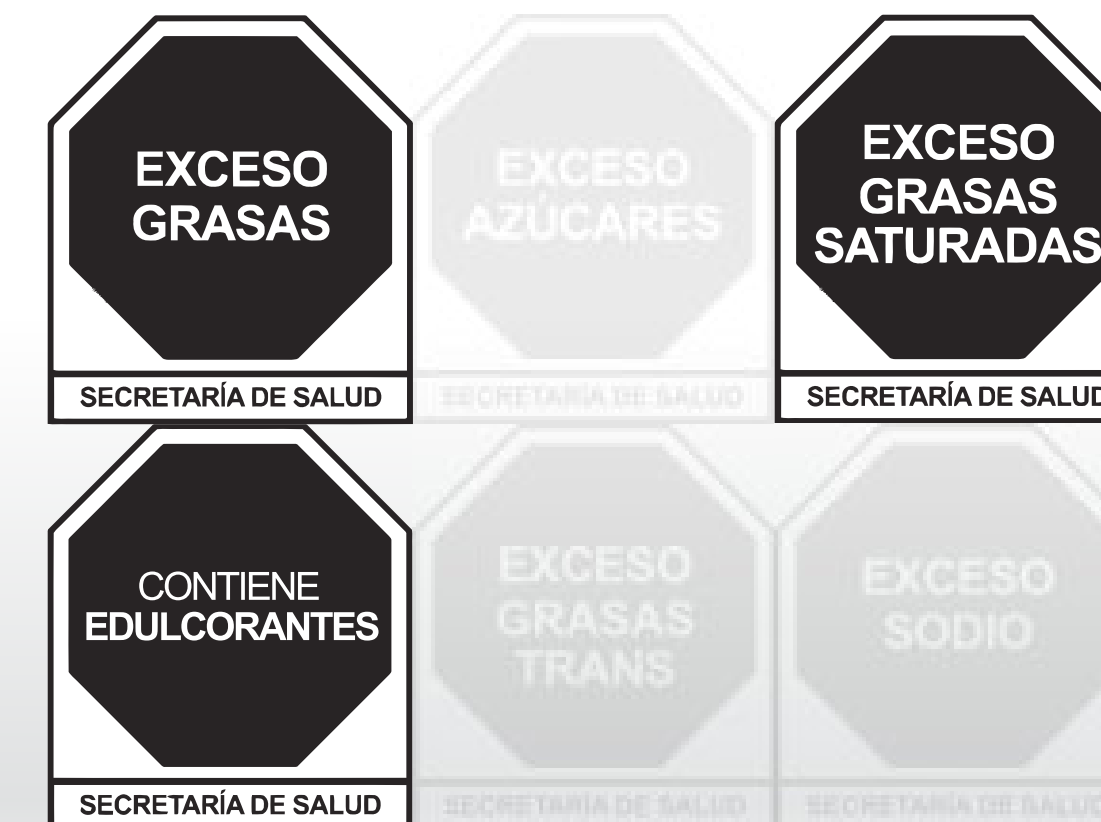 EXCESO
GRASAS
SECRETARÍA DE SALUD
EXCESO
AZÚCARES
SECRETARÍA DE SALUD
EXCESO
GRASAS
SATURADAS
SECRETARÍA DE SALUD
CONTIENE
EDULCORANTES
SECRETARÍA DE SALUD
EXCESO
GRASAS
TRANS
SECRETARÍA DE SALUD
EXCESO
SODIO
SECRETARÍA DE SALUD